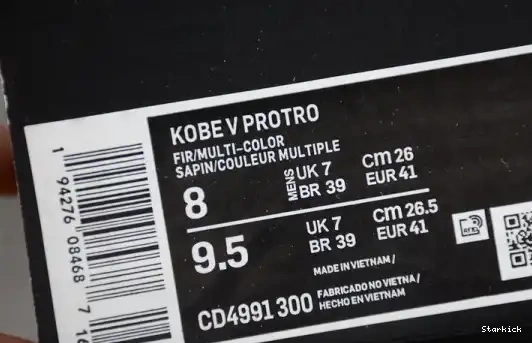 KOBE V PROTRO
FIR/MULTI-COLOR
SAPIN/COULEUR MULTIPLE
8 MENS UK 7 CM 26
BR 39 EUR 41
9.5 UK 7 CM 26.5
BR 39 EUR 41
MADE IN VIETNAM /
CD4991 300 FABRICADO NO VIETNA /
HECHO EN VIETNAM
1 94276 08468 7
Starkick